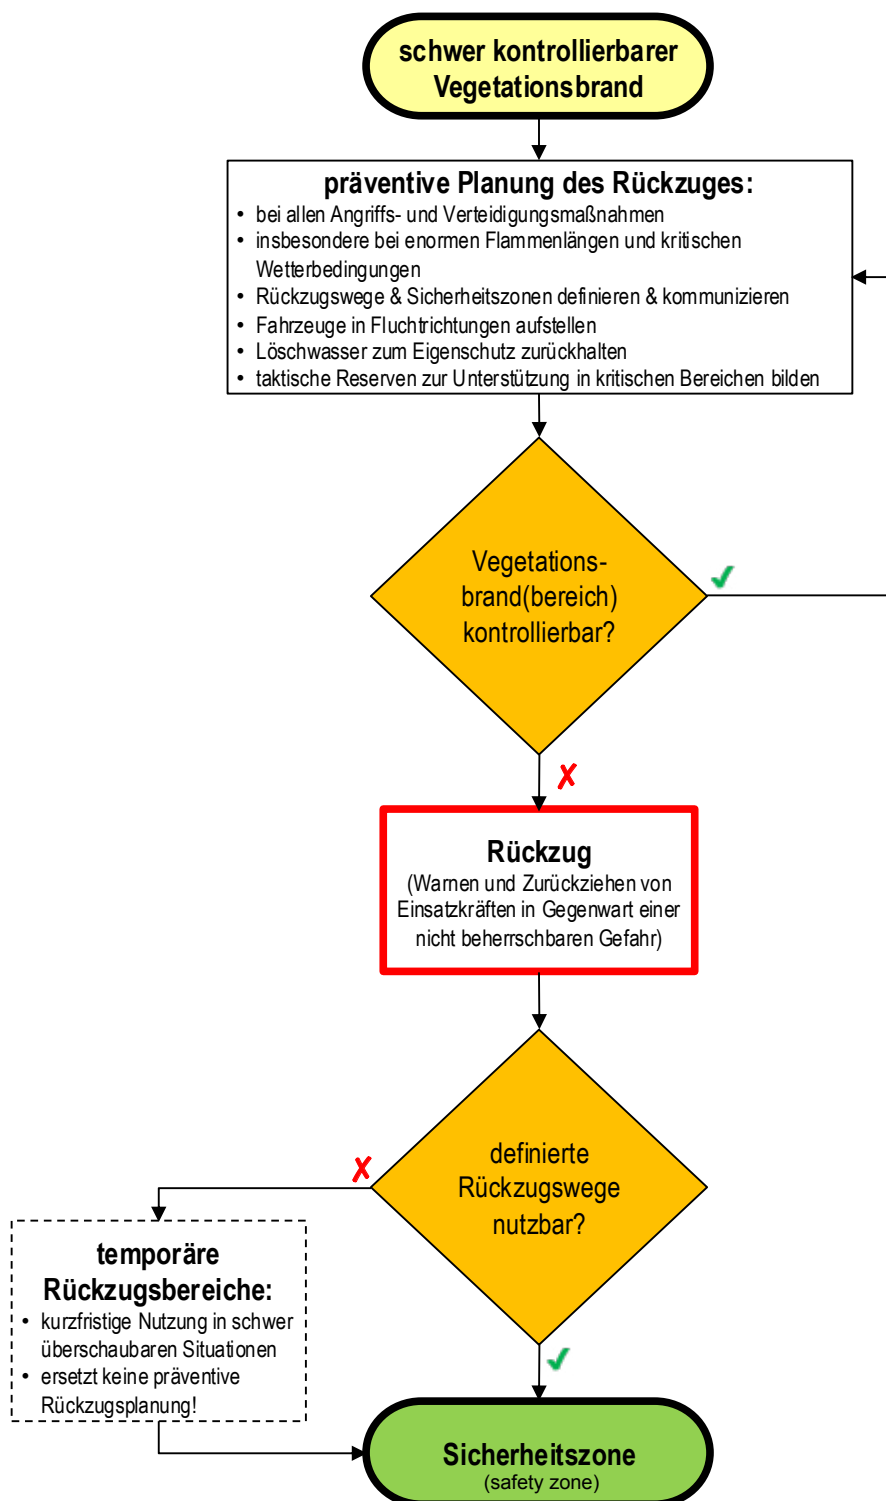 schwer kontrollierbarer
Vegetationsbrand
präventive Planung des Rückzuges:
• bei allen Angriffs- und Verteidigungsmaßnahmen
• insbesondere bei enormen Flammenlängen und kritischen
Wetterbedingungen
• Rückzugswege & Sicherheitszonen definieren & kommunizieren
• Fahrzeuge in Fluchtrichtungen aufstellen
• Löschwasser zum Eigenschutz zurückhalten
• taktische Reserven zur Unterstützung in kritischen Bereichen bilden
Vegetations-
brand(bereich)
kontrollierbar?
✓
✗
Rückzug
(Warnen und Zurückziehen von
Einsatzkräften in Gegenwart einer
nicht beherrschbaren Gefahr)
definierte
Rückzugswege
nutzbar?
✗
temporäre
Rückzugsbereiche:
• kurzfristige Nutzung in schwer
überschaubaren Situationen
• ersetzt keine präventive
Rückzugsplanung!
✓
Sicherheitszone
(safety zone)